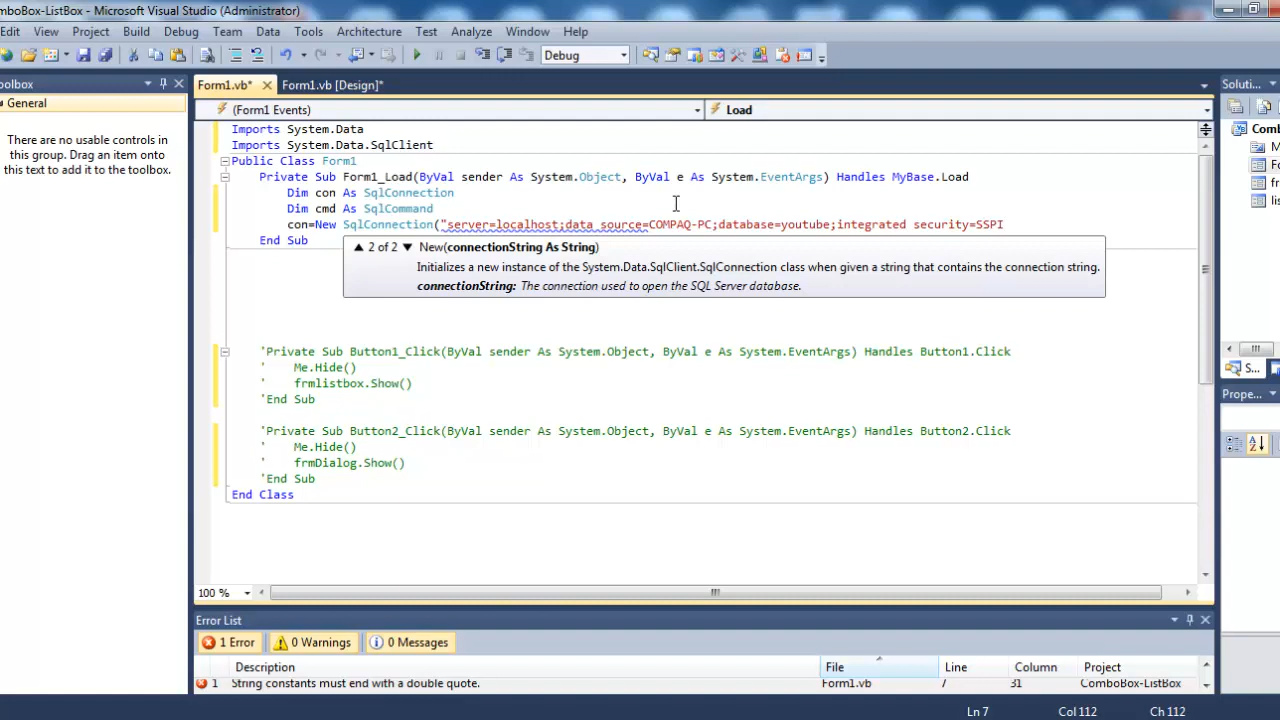 omboBox-ListBox - Microsoft Visual Studio (Administrator)
Edit View Project Build Debug Team Data Tools Architecture Test Analyze Window Help
Debug
oolbox
General
There are no usable controls in
this group. Drag an item onto
this text to add it to the toolbox.
Form1.vb* Form1.vb [Design]*
(Form1 Events) Load
Imports System.Data
Imports System.Data.SqlClient
Public Class Form1
Private Sub Form1_Load(ByVal sender As System.Object, ByVal e As System.EventArgs) Handles MyBase.Load
Dim con As SqlConnection
Dim cmd As SqlCommand
con=New SqlConnection("server=localhost;data source=COMPAQ-PC;database=youtube;integrated security=SSPI
End Sub
2 of 2 New(connectionString As String)
Initializes a new instance of the System.Data.SqlClient.SqlConnection class when given a string that contains the connection string.
connectionString: The connection used to open the SQL Server database.
'Private Sub Button1_Click(ByVal sender As System.Object, ByVal e As System.EventArgs) Handles Button1.Click
' Me.Hide()
' frmlistbox.Show()
'End Sub
'Private Sub Button2_Click(ByVal sender As System.Object, ByVal e As System.EventArgs) Handles Button2.Click
' Me.Hide()
' frmDialog.Show()
'End Sub
End Class
100 %
Error List
1 Error 0 Warnings 0 Messages
Description File Line Column Project
1 String constants must end with a double quote. Form1.vb 7 31 ComboBox-ListBox
Ln 7 Col 112 Ch 112
Soluti...
Combo
M
Fo
fr
lis
S...
Prope...